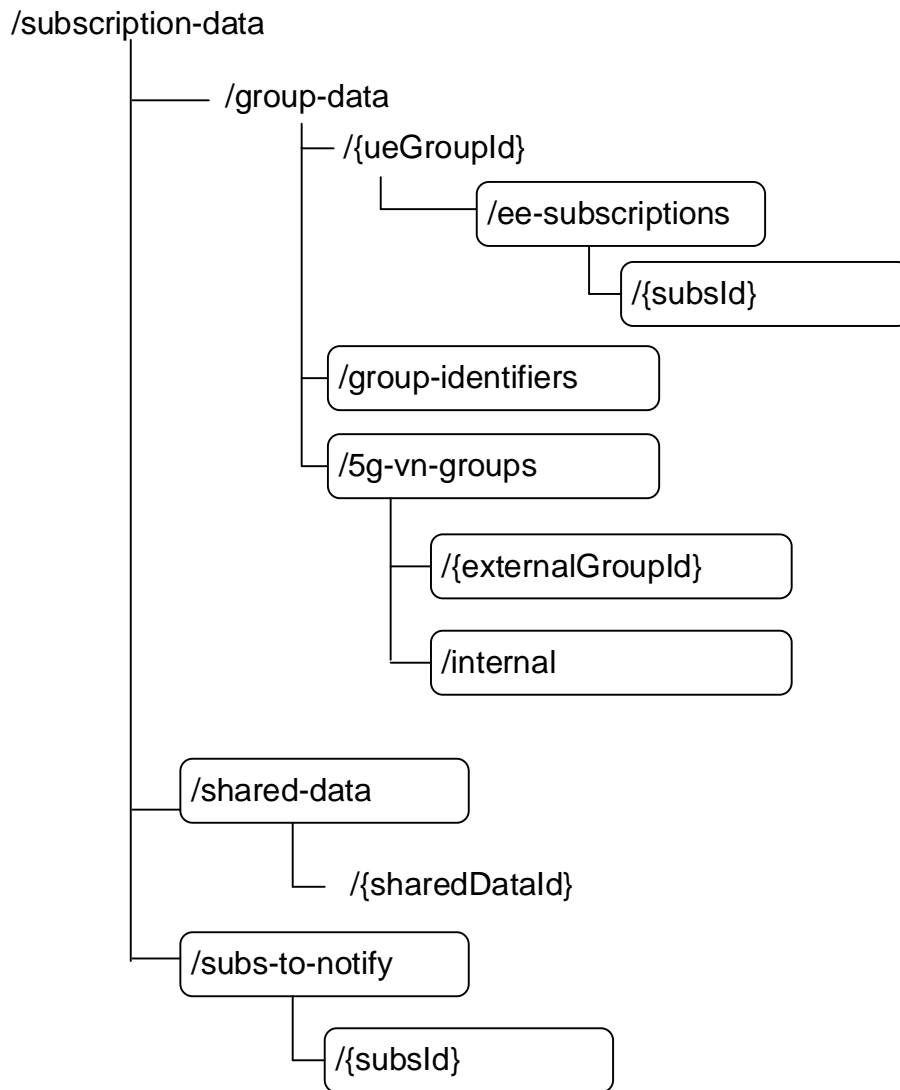 /subscription-data
/group-data
/{ueGroupId}
/ee-subscriptions
/{subsId}
/group-identifiers
/5g-vn-groups
/{externalGroupId}
/internal
/shared-data
/{sharedDataId}
/subs-to-notify
/{subsId}